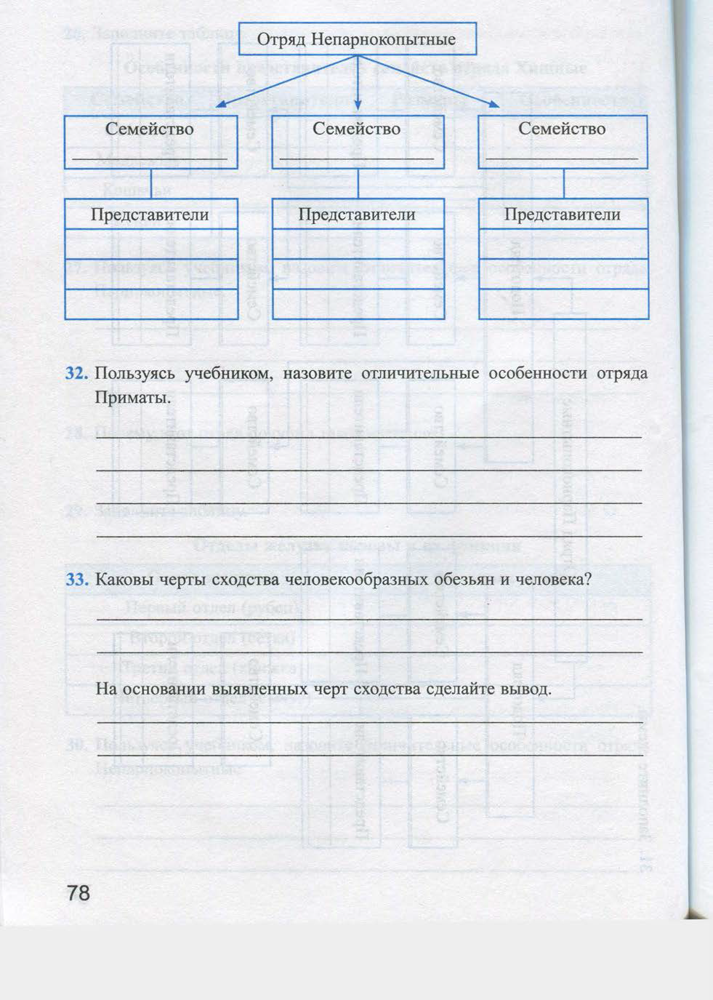 Отряд Непарнокопытные
Семейство
Семейство
Семейство
Представители
Представители
Представители
32. Пользуясь учебником, назовите отличительные особенности отряда
Приматы.
33. Каковы черты сходства человекообразных обезьян и человека?
На основании выявленных черт сходства сделайте вывод.
78